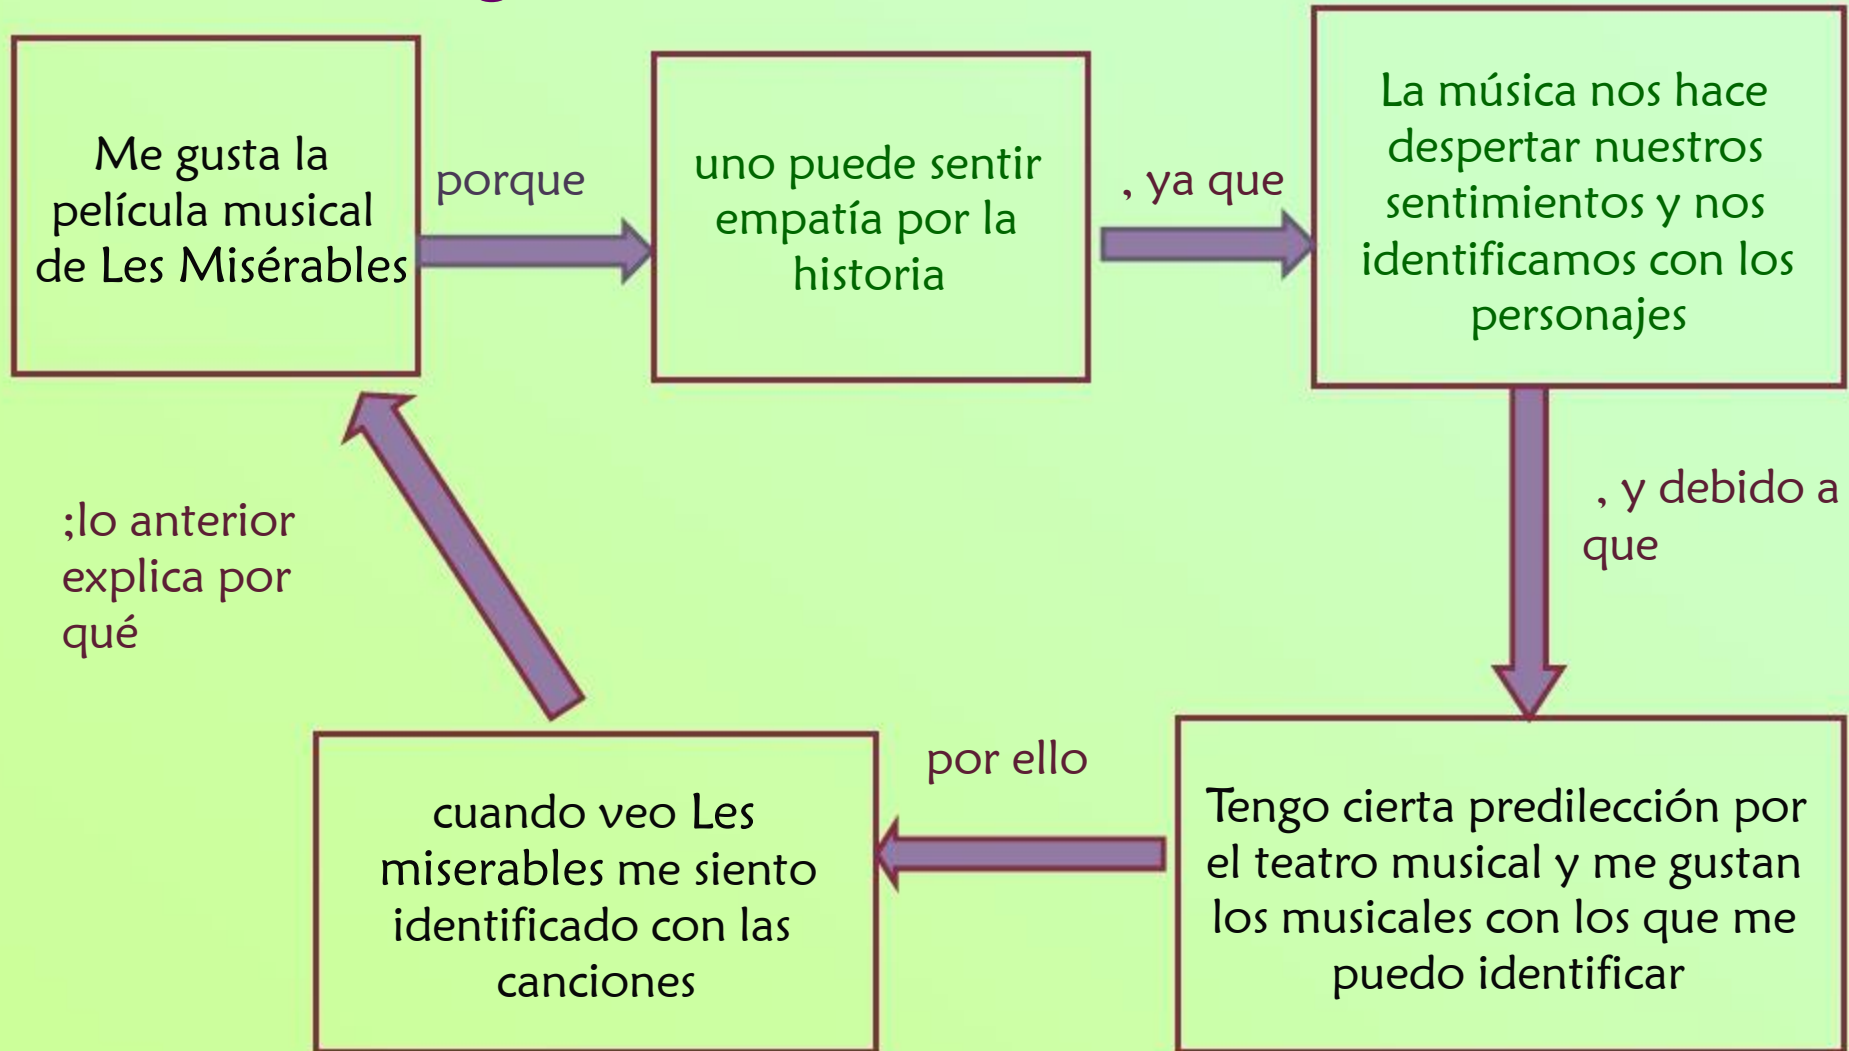 Me gusta la
película musical
de Les Misérables
porque
uno puede sentir
empatía por la
historia
, ya que
La música nos hace
despertar nuestros
sentimientos y nos
identificamos con los
personajes
, y debido a
que
Tengo cierta predilección por
el teatro musical y me gustan
los musicales con los que me
puedo identificar
por ello
cuando veo Les
miserables me siento
identificado con las
canciones
;lo anterior
explica por
qué